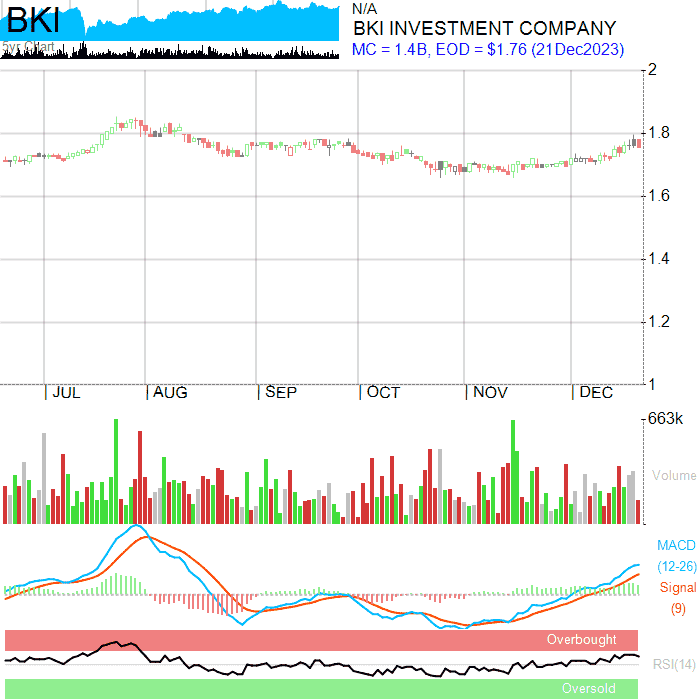 BKI
5yr Chart
N/A
BKI INVESTMENT COMPANY
MC = 1.4B, EOD = $1.76 (21Dec2023)
2
1.8
1.6
1.4
1.2
1
JUL AUG SEP OCT NOV DEC
663k
Volume
MACD
(12-26)
Signal
(9)
Overbought
RSI(14)
Oversold